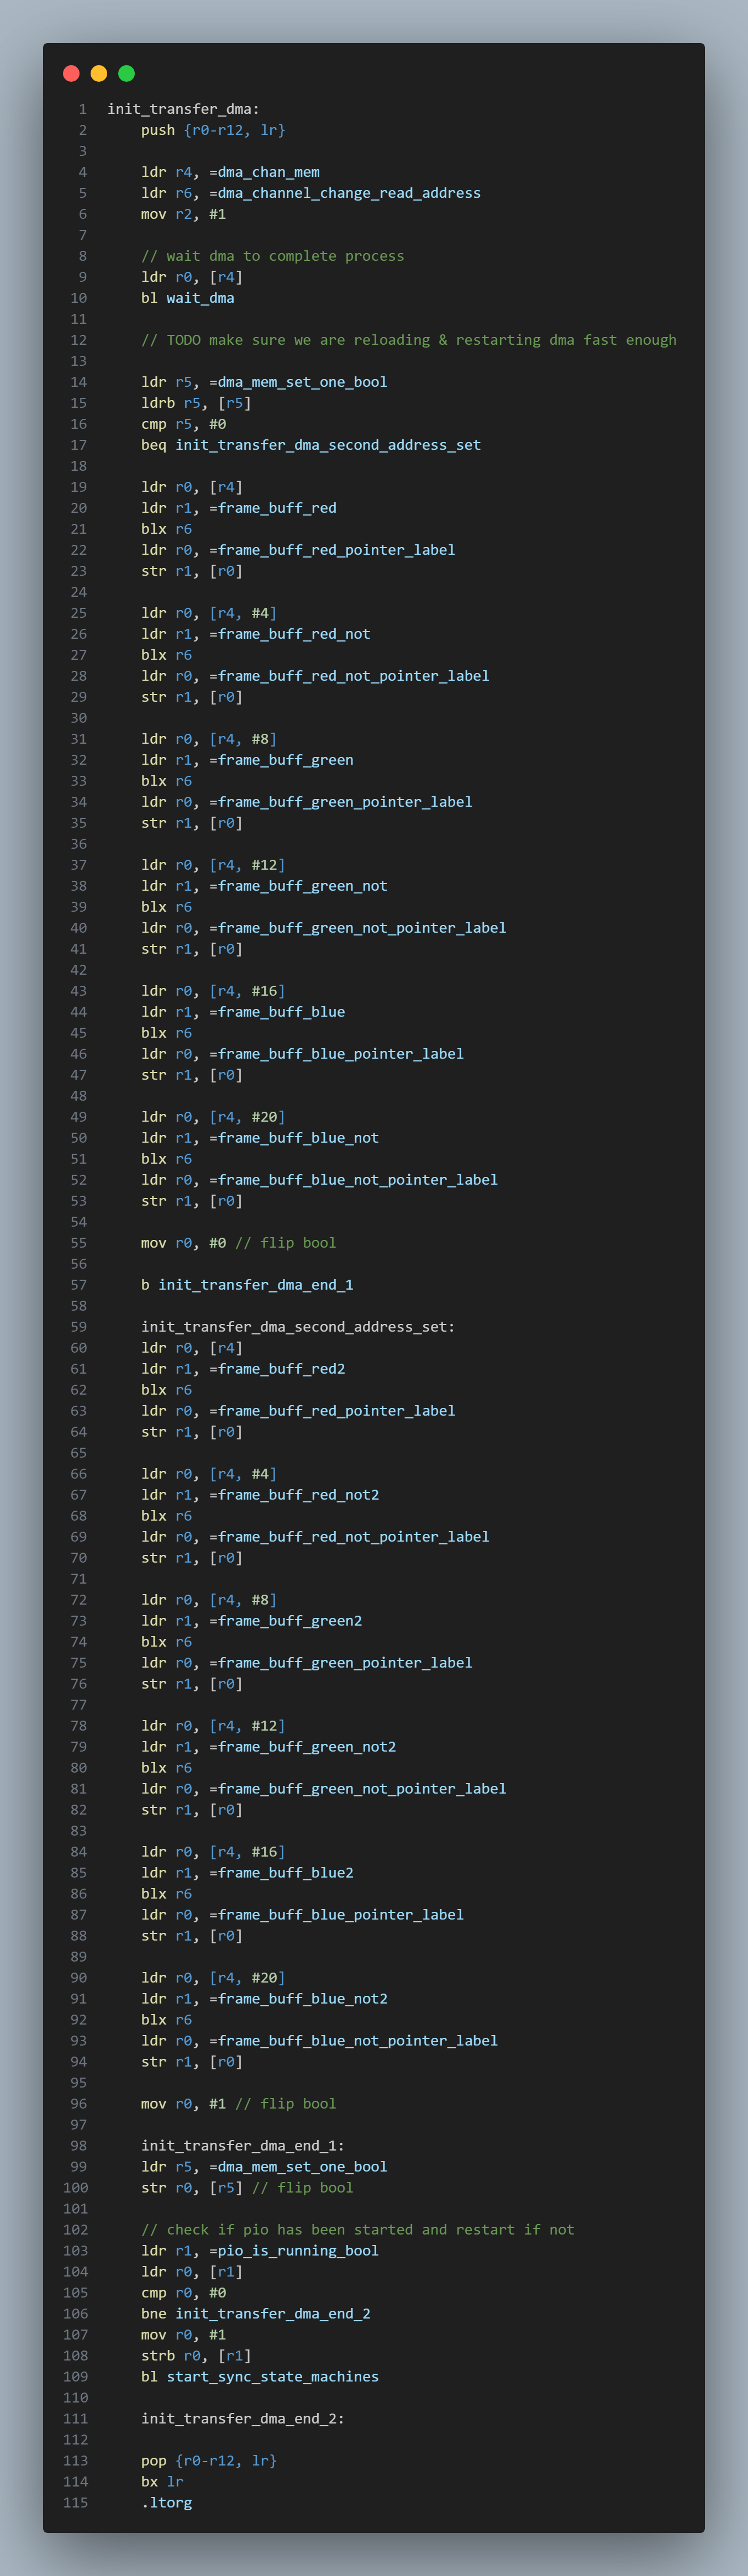 1 init_transfer_dma:
2 push {r0-r12, lr}
3
4 ldr r4, =dma_chan_mem
5 ldr r6, =dma_channel_change_read_address
6 mov r2, #1
7
8 // wait dma to complete process
9 ldr r0, [r4]
10 bl wait_dma
11
12 // TODO make sure we are reloading & restarting dma fast enough
13
14 ldr r5, =dma_mem_set_one_bool
15 ldrb r5, [r5]
16 cmp r5, #0
17 beq init_transfer_dma_second_address_set
18
19 ldr r0, [r4]
20 ldr r1, =frame_buff_red
21 blx r6
22 ldr r0, =frame_buff_red_pointer_label
23 str r1, [r0]
24
25 ldr r0, [r4, #4]
26 ldr r1, =frame_buff_red_not
27 blx r6
28 ldr r0, =frame_buff_red_not_pointer_label
29 str r1, [r0]
30
31 ldr r0, [r4, #8]
32 ldr r1, =frame_buff_green
33 blx r6
34 ldr r0, =frame_buff_green_pointer_label
35 str r1, [r0]
36
37 ldr r0, [r4, #12]
38 ldr r1, =frame_buff_green_not
39 blx r6
40 ldr r0, =frame_buff_green_not_pointer_label
41 str r1, [r0]
42
43 ldr r0, [r4, #16]
44 ldr r1, =frame_buff_blue
45 blx r6
46 ldr r0, =frame_buff_blue_pointer_label
47 str r1, [r0]
48
49 ldr r0, [r4, #20]
50 ldr r1, =frame_buff_blue_not
51 blx r6
52 ldr r0, =frame_buff_blue_not_pointer_label
53 str r1, [r0]
54
55 mov r0, #0 // flip bool
56
57 b init_transfer_dma_end_1
58
59 init_transfer_dma_second_address_set:
60 ldr r0, [r4]
61 ldr r1, =frame_buff_red2
62 blx r6
63 ldr r0, =frame_buff_red_pointer_label
64 str r1, [r0]
65
66 ldr r0, [r4, #4]
67 ldr r1, =frame_buff_red_not2
68 blx r6
69 ldr r0, =frame_buff_red_not_pointer_label
70 str r1, [r0]
71
72 ldr r0, [r4, #8]
73 ldr r1, =frame_buff_green2
74 blx r6
75 ldr r0, =frame_buff_green_pointer_label
76 str r1, [r0]
77
78 ldr r0, [r4, #12]
79 ldr r1, =frame_buff_green_not2
80 blx r6
81 ldr r0, =frame_buff_green_not_pointer_label
82 str r1, [r0]
83
84 ldr r0, [r4, #16]
85 ldr r1, =frame_buff_blue2
86 blx r6
87 ldr r0, =frame_buff_blue_pointer_label
88 str r1, [r0]
89
90 ldr r0, [r4, #20]
91 ldr r1, =frame_buff_blue_not2
92 blx r6
93 ldr r0, =frame_buff_blue_not_pointer_label
94 str r1, [r0]
95
96 mov r0, #1 // flip bool
97
98 init_transfer_dma_end_1:
99 ldr r5, =dma_mem_set_one_bool
100 str r0, [r5] // flip bool
101
102 // check if pio has been started and restart if not
103 ldr r1, =pio_is_running_bool
104 ldr r0, [r1]
105 cmp r0, #0
106 bne init_transfer_dma_end_2
107 mov r0, #1
108 strb r0, [r1]
109 bl start_sync_state_machines
110
111 init_transfer_dma_end_2:
112
113 pop {r0-r12, lr}
114 bx lr
115 .ltorg